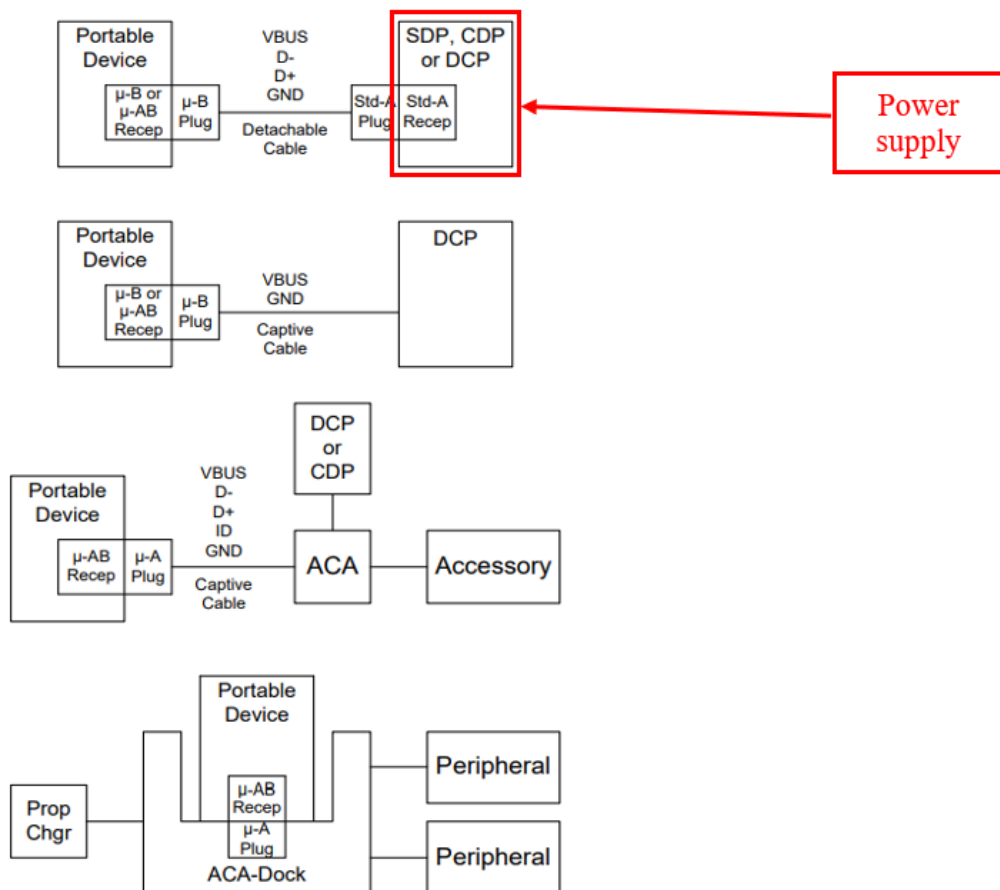 Portable
Device
μ-B or
μ-AB
Recep
μ-B
Plug
VBUS
D-
D+
GND
Detachable
Cable
Std-A
Plug
Std-A
Recep
SDP, CDP
or DCP
Power
supply
Portable
Device
μ-B or
μ-AB
Recep
μ-B
Plug
VBUS
GND
Captive
Cable
DCP
Portable
Device
μ-AB
Recep
μ-A
Plug
VBUS
D-
D+
ID
GND
Captive
Cable
DCP
or
CDP
ACA
Accessory
Prop
Chgr
Portable
Device
μ-AB
Recep
μ-A
Plug
ACA-Dock
Peripheral
Peripheral